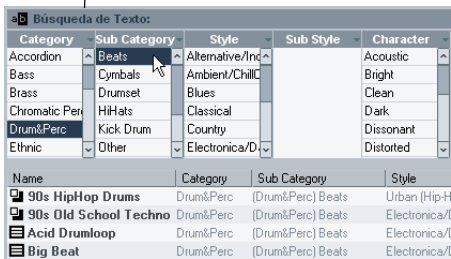 aB Búsqueda de Texto:
Category Sub Category Style Sub Style Character
Accordion Beats Alternative/Ind Acoustic
Bass Cymbals Ambient/ChillO Bright
Brass Drumset Blues Clean
Chromatic Perc HiHats Classical Dark
Drum&Perc Kick Drum Country Dissonant
Ethnic Other Electronica/D Distorted
Name Category Sub Category Style
90s HipHop Drums Drum&Perc (Drum&Perc) Beats Urban (Hip-H
90s Old School Techno Drum&Perc (Drum&Perc) Beats Electronica/D
Acid Drumloop Drum&Perc (Drum&Perc) Beats Electronica/D
Big Beat Drum&Perc (Drum&Perc) Beats Electronica/D